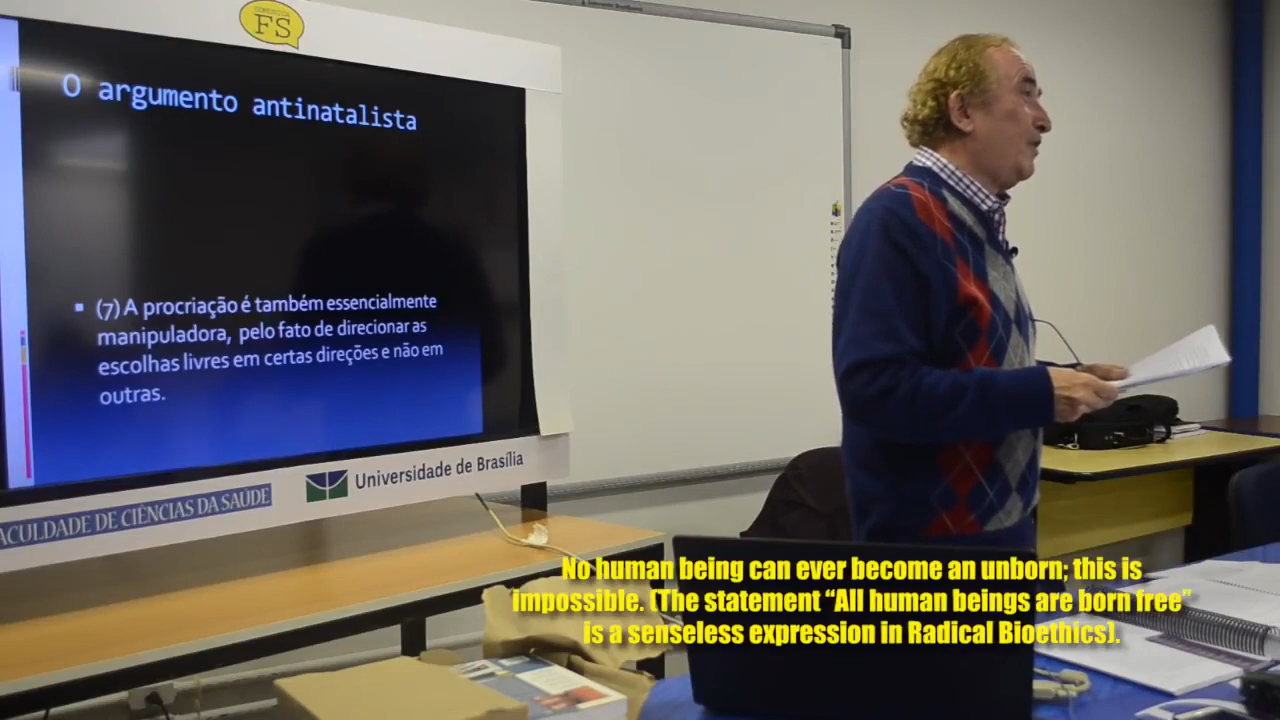 FS
O argumento antinatalista
▪ (7) A procriação é também essencialmente
manipuladora, pelo fato de direcionar as
escolhas livres em certas direções e não em
outras.
ACULDADE DE CIÊNCIAS DA SAÚDE
Universidade de Brasília
No human being can ever become an unborn; this is
impossible. (The statement “All human beings are born free”
is a senseless expression in Radical Bioethics).